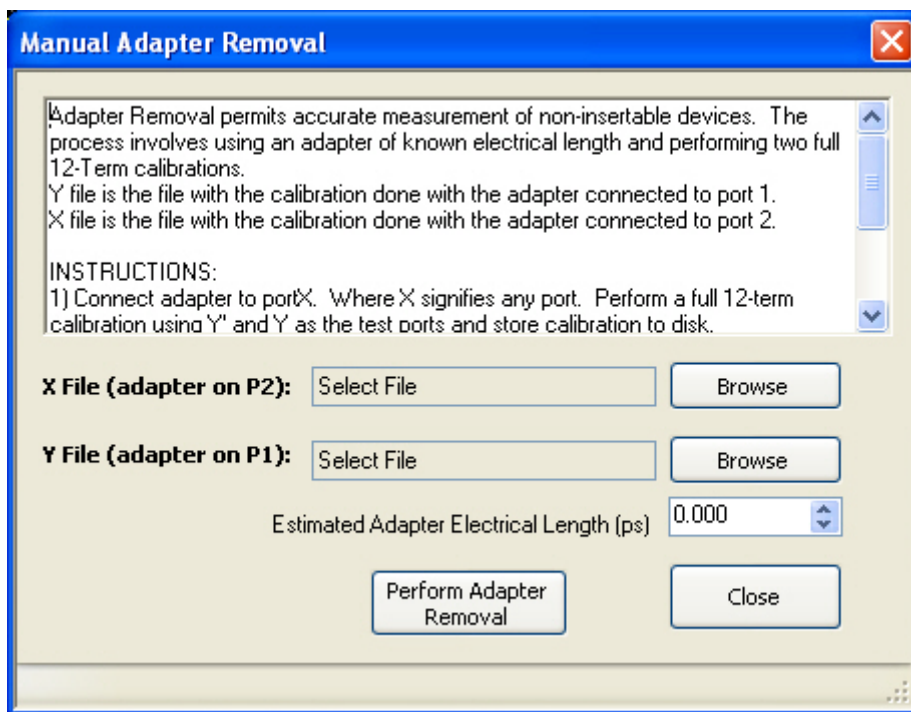 Manual Adapter Removal
Adapter Removal permits accurate measurement of non-insertable devices.  The
process involves using an adapter of known electrical length and performing two full
12-Term calibrations.
Y file is the file with the calibration done with the adapter connected to port 1.
X file is the file with the calibration done with the adapter connected to port 2.
INSTRUCTIONS:
1) Connect adapter to portX.  Where X signifies any port.  Perform a full 12-term
calibration using Y' and Y as the test ports and store calibration to disk.
X File (adapter on P2):
Select File
Browse
Y File (adapter on P1):
Select File
Browse
Estimated Adapter Electrical Length (ps)
0.000
Perform Adapter
Removal
Close